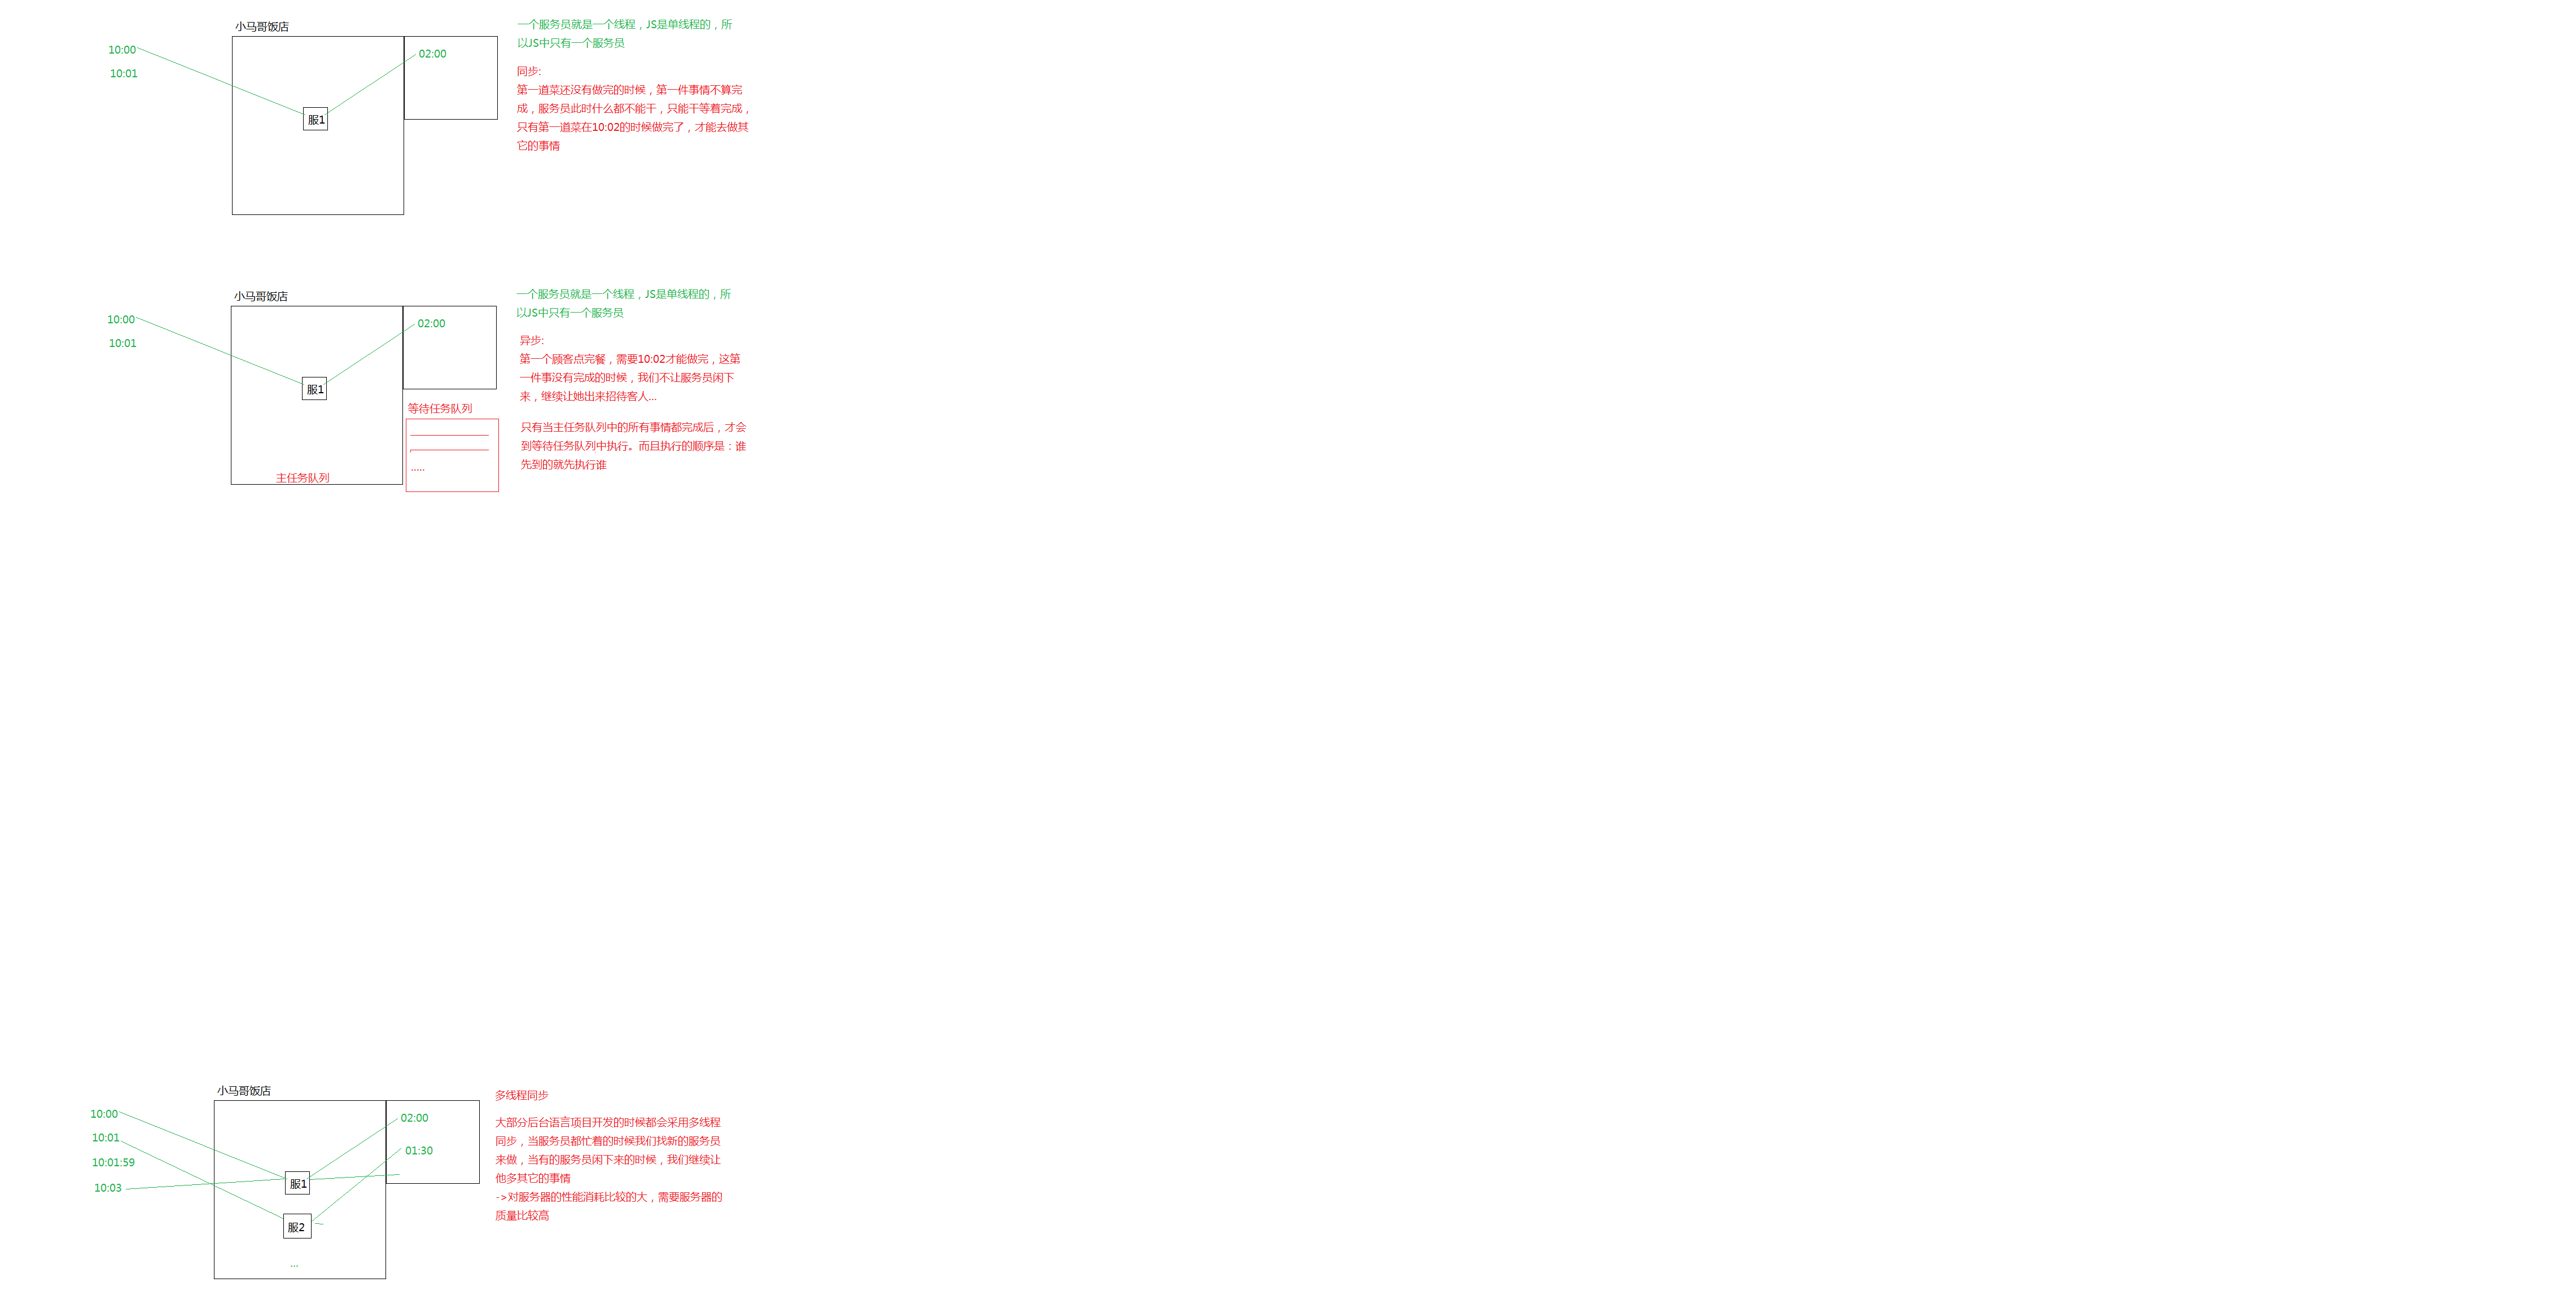 小马哥饭店
10:00
10:01
服1
02:00
一个服务员就是一个线程，JS是单线程的，所
以JS中只有一个服务员
同步:
第一道菜还没有做完的时候，第一件事情不算完
成，服务员此时什么都不能干，只能干等着完成，
只有第一道菜在10:02的时候做完了，才能去做其
它的事情
小马哥饭店
10:00
10:01
服1
02:00
等待任务队列
.....
主任务队列
一个服务员就是一个线程，JS是单线程的，所
以JS中只有一个服务员
异步:
第一个顾客点完餐，需要10:02才能做完，这第
一件事没有完成的时候，我们不让服务员闲下
来，继续让她出来招待客人...
只有当主任务队列中的所有事情都完成后，才会
到等待任务队列中执行。而且执行的顺序是：谁
先到的就先执行谁
小马哥饭店
10:00
10:01
10:01:59
10:03
服1
服2
...
02:00
01:30
多线程同步
大部分后台语言项目开发的时候都会采用多线程
同步，当服务员都忙着的时候我们找新的服务员
来做，当有的服务员闲下来的时候，我们继续让
他多其它的事情
->对服务器的性能消耗比较的大，需要服务器的
质量比较高